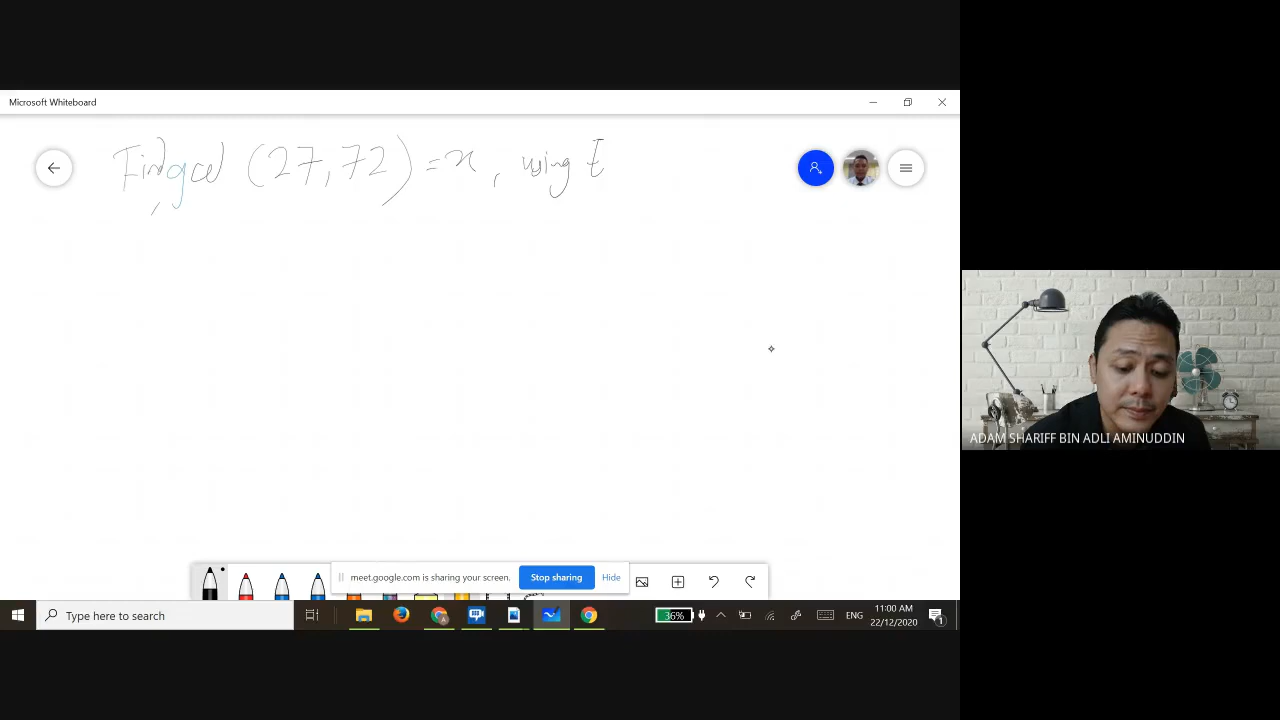 Microsoft Whiteboard
Find gcd (27, 72) = x, using E
ADAM SHARIFF BIN ADLI AMINUDDIN
meet.google.com is sharing your screen. Stop sharing Hide
Type here to search
36% ENG 11:00 AM
22/12/2020
1